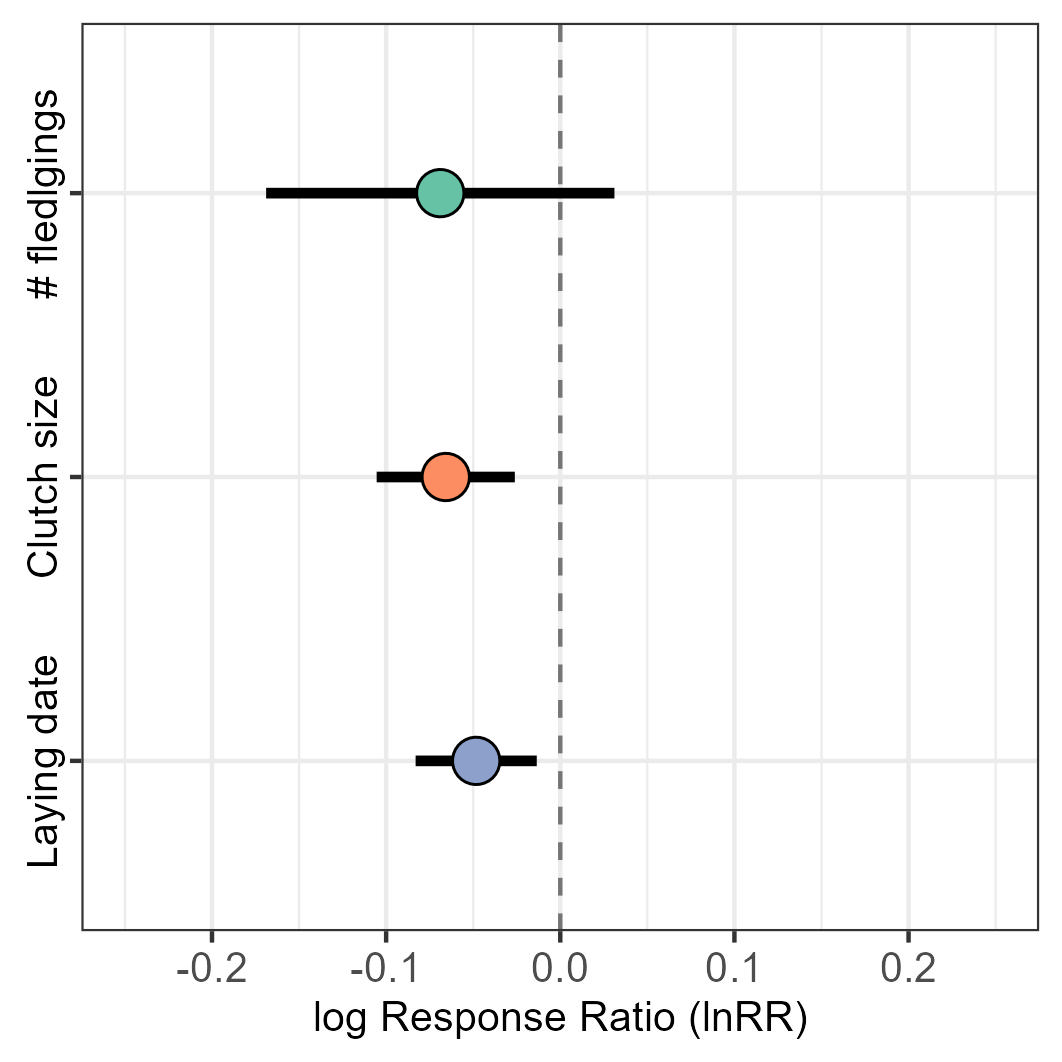 # fledlgings
Clutch size
Laying date
-0.2
-0.1
0.0
0.1
0.2
log Response Ratio (lnRR)